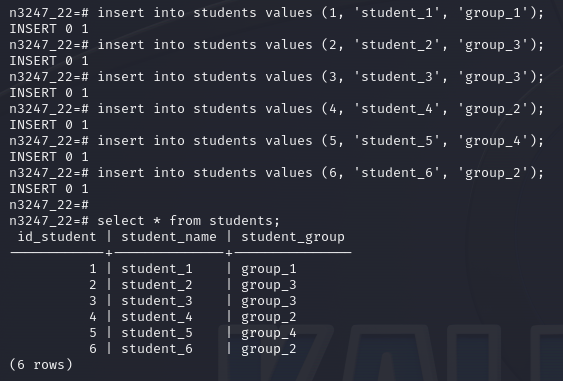 n3247_22=# insert into students values (1, 'student_1', 'group_1');
INSERT 0 1
n3247_22=# insert into students values (2, 'student_2', 'group_3');
INSERT 0 1
n3247_22=# insert into students values (3, 'student_3', 'group_3');
INSERT 0 1
n3247_22=# insert into students values (4, 'student_4', 'group_2');
INSERT 0 1
n3247_22=# insert into students values (5, 'student_5', 'group_4');
INSERT 0 1
n3247_22=# insert into students values (6, 'student_6', 'group_2');
INSERT 0 1
n3247_22=#
n3247_22=# select * from students;
 id_student | student_name | student_group
------------+--------------+---------------
          1 | student_1    | group_1
          2 | student_2    | group_3
          3 | student_3    | group_3
          4 | student_4    | group_2
          5 | student_5    | group_4
          6 | student_6    | group_2
(6 rows)